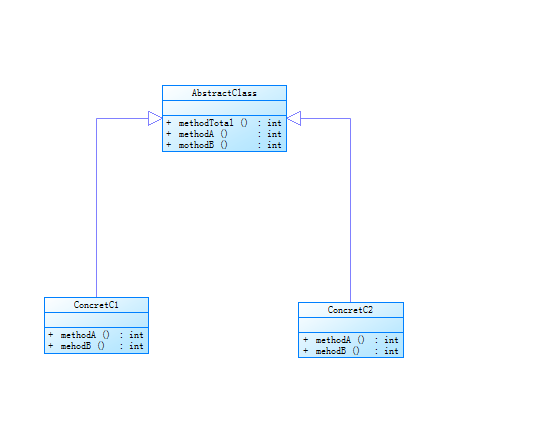 AbstractClass
+ methodTotal () : int
+ methodA () : int
+ mothodB () : int
ConcretC1
+ methodA () : int
+ mehodB () : int
ConcretC2
+ methodA () : int
+ mehodB () : int